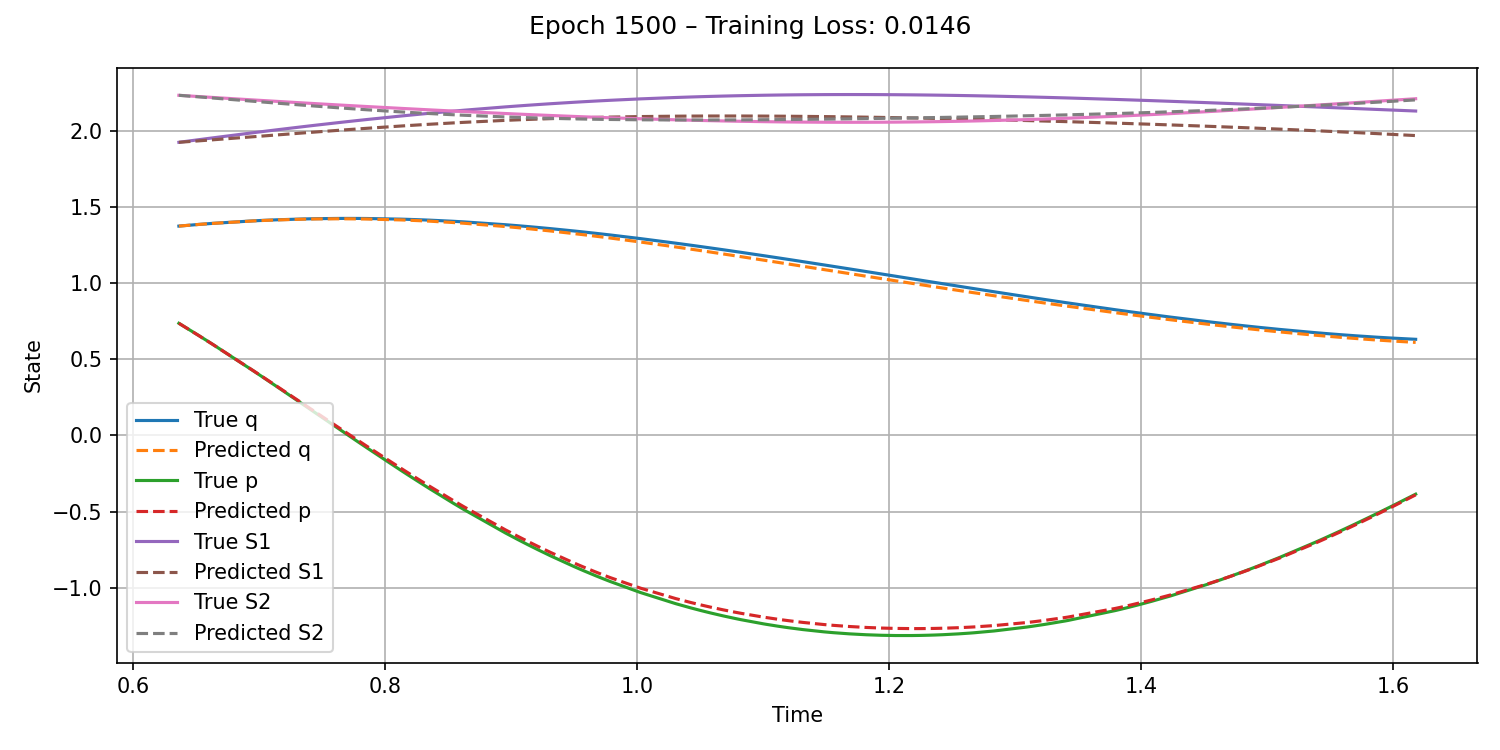 Epoch 1500 – Training Loss: 0.0146
State
2.0
1.5
1.0
0.5
0.0
−0.5
−1.0
True q
Predicted q
True p
Predicted p
True S1
Predicted S1
True S2
Predicted S2
0.6 0.8 1.0 1.2 1.4 1.6
Time